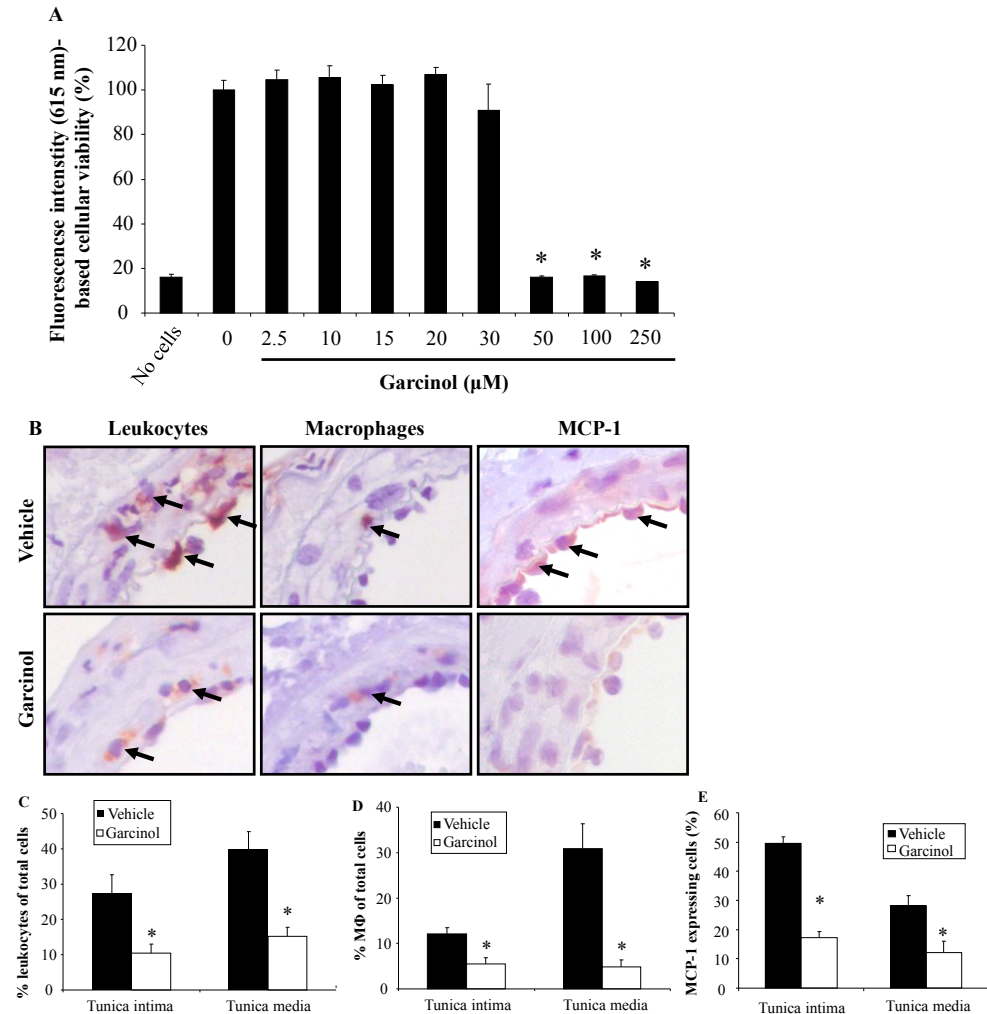 A
Fluorescencse intenstity (615 nm)-
based cellular viability (%)
120
100
80
60
40
20
0
* * *
No cells 0 2.5 10 15 20 30 50 100 250
Garcinol (µM)
B
Leukocytes Macrophages MCP-1
Vehicle
Garcinol
C
% leukocytes of total cells
50
40
30
20
10
0
Vehicle
Garcinol
* *
Tunica intima Tunica media
D
% MΦ of total cells
40
30
20
10
0
Vehicle
Garcinol
* *
Tunica intima Tunica media
E
MCP-1 expressing cells (%)
60
50
40
30
20
10
0
Vehicle
Garcinol
* *
Tunica intima Tunica media